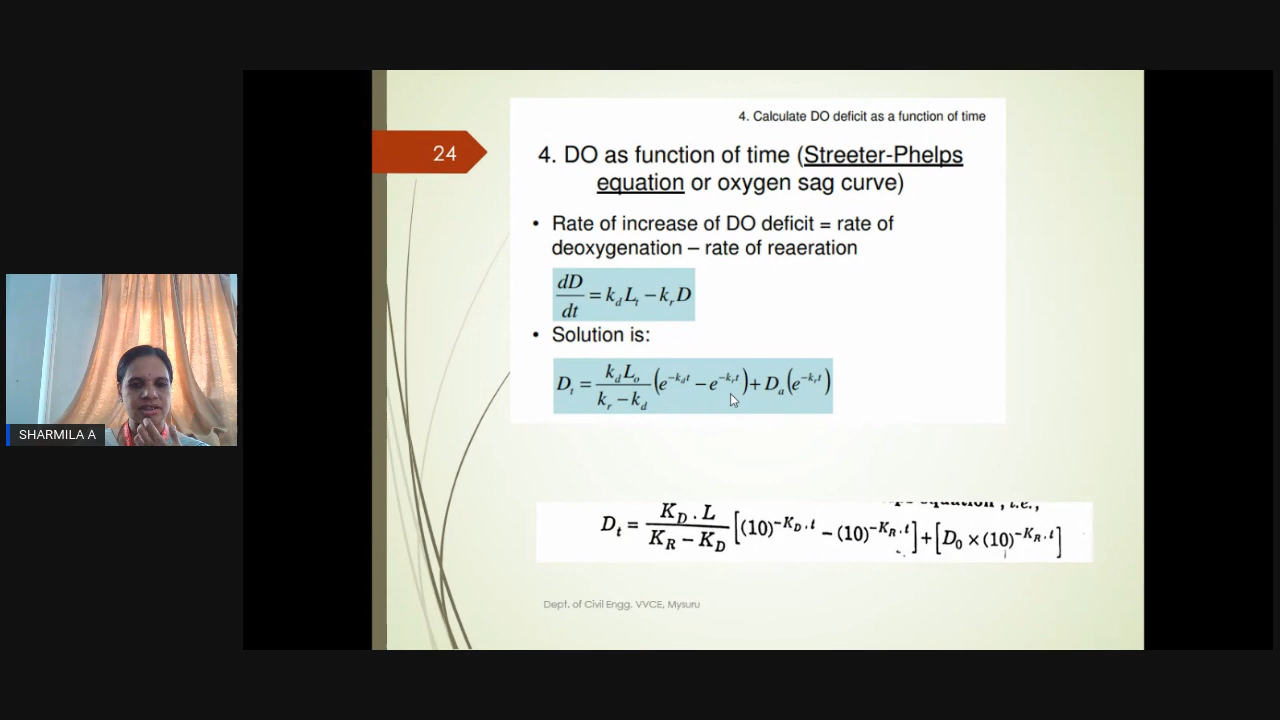 4. Calculate DO deficit as a function of time
24
4. DO as function of time (Streeter-Phelps
equation or oxygen sag curve)
• Rate of increase of DO deficit = rate of
deoxygenation – rate of reaeration
dD/dt = k_d L_t − k_r D
• Solution is:
D_t = k_d L_o / (k_r − k_d) (e^{−k_d t} − e^{−k_r t}) + D_a (e^{−k_r t})
equation, i.e.,
D_t = K_D . L / (K_R − K_D) [(10)^{−K_D . t} − (10)^{−K_R . t}] + [D_0 × (10)^{−K_R . t}]
Dept. of Civil Engg. VVCE, Mysuru
SHARMILA A